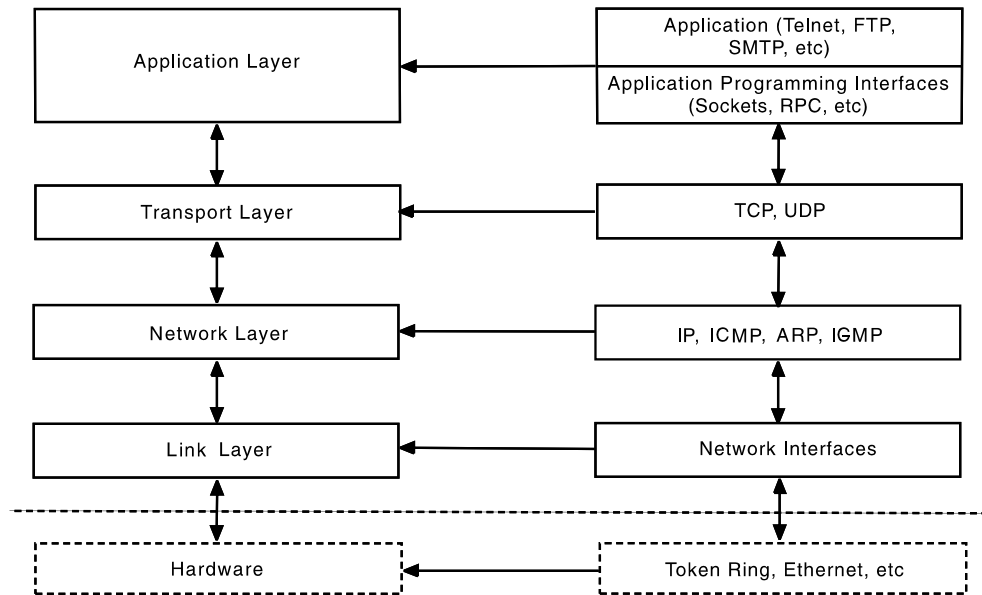 Application Layer
Application (Telnet, FTP,
SMTP, etc)
Application Programming Interfaces
(Sockets, RPC, etc)
Transport Layer
TCP, UDP
Network Layer
IP, ICMP, ARP, IGMP
Link Layer
Network Interfaces
Hardware
Token Ring, Ethernet, etc